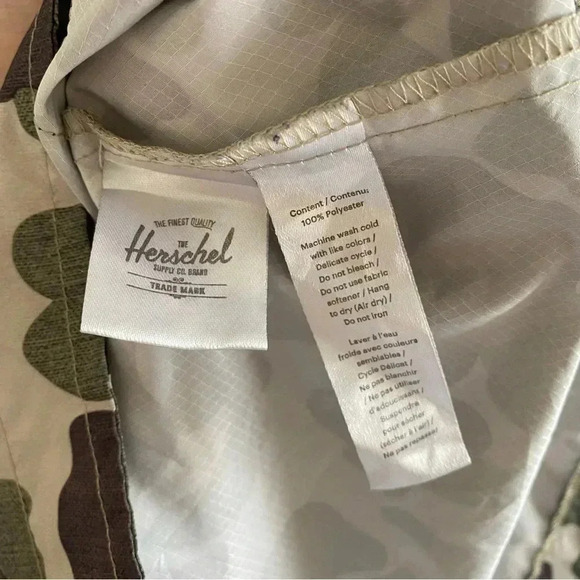 THE FINEST QUALITY
THE
Herschel
SUPPLY CO. BRAND
TRADE MARK
Content / Contenu:
100% Polyester
Machine wash cold
with like colors /
Delicate cycle /
Do not bleach /
Do not use fabric
softener / Hang
to dry (Air dry) /
Do not iron
Laver à l'eau
froide avec couleurs
semblables /
Cycle Délicat /
Ne pas blanchir
/ Ne pas utiliser
d'adoucissant /
Suspendre
pour sécher
(sécher à l'air) /
Ne pas repasser